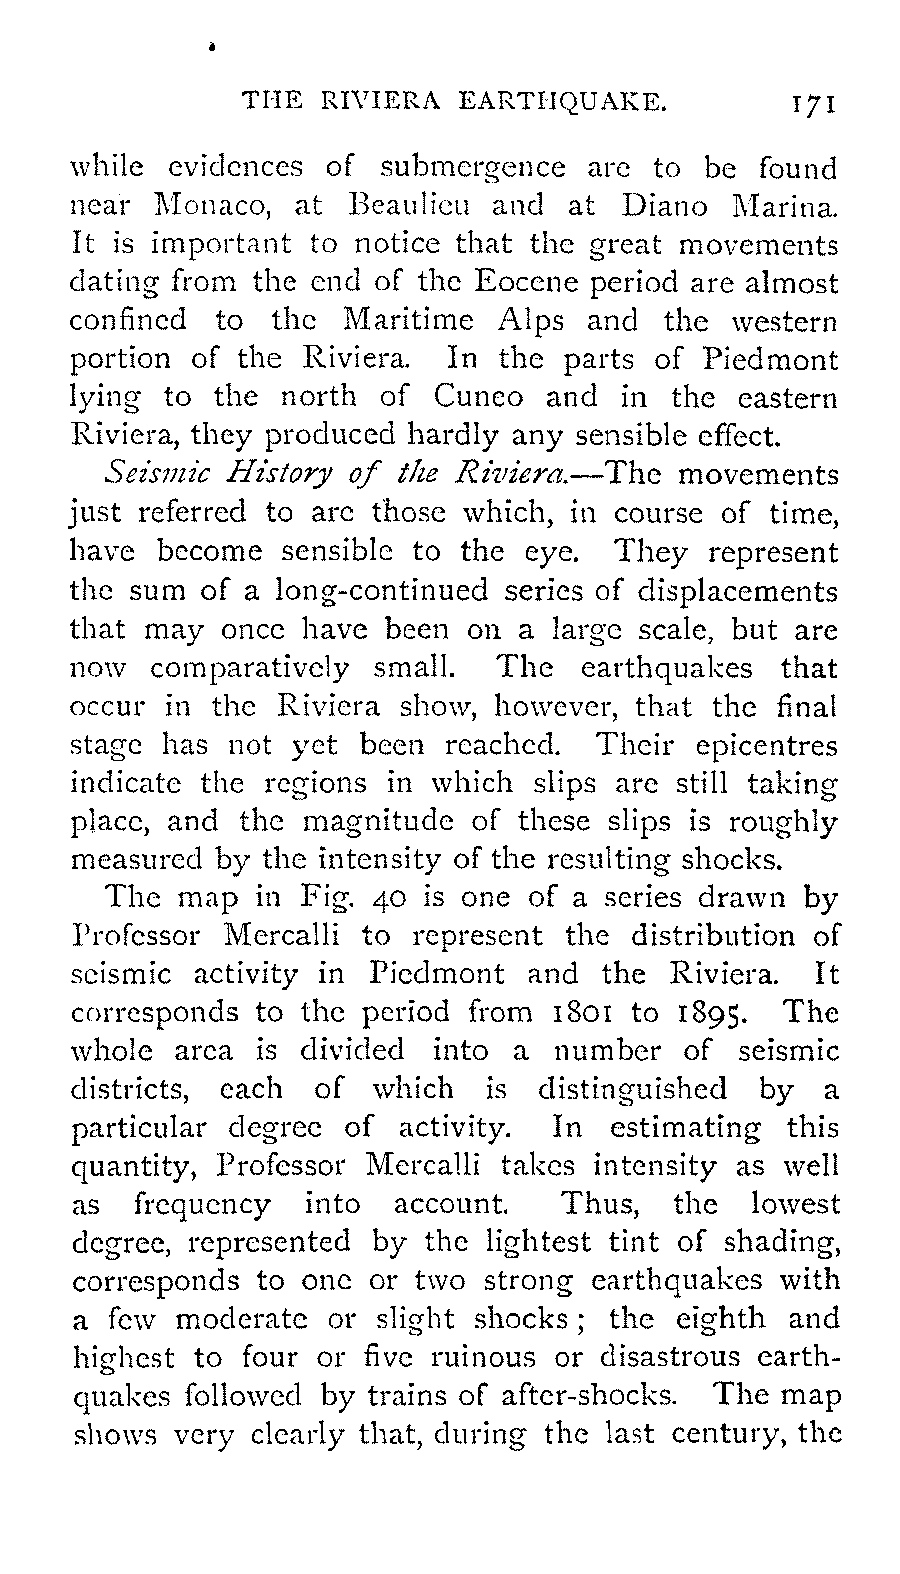 THE RIVIERA EARTHQUAKE. 171
while evidences of submergence are to be found
near Monaco, at Beaulieu and at Diano Marina.
It is important to notice that the great movements
dating from the end of the Eocene period are almost
confined to the Maritime Alps and the western
portion of the Riviera. In the parts of Piedmont
lying to the north of Cuneo and in the eastern
Riviera, they produced hardly any sensible effect.
Seismic History of the Riviera.—The movements
just referred to are those which, in course of time,
have become sensible to the eye. They represent
the sum of a long-continued series of displacements
that may once have been on a large scale, but are
now comparatively small. The earthquakes that
occur in the Riviera show, however, that the final
stage has not yet been reached. Their epicentres
indicate the regions in which slips are still taking
place, and the magnitude of these slips is roughly
measured by the intensity of the resulting shocks.
The map in Fig. 40 is one of a series drawn by
Professor Mercalli to represent the distribution of
seismic activity in Piedmont and the Riviera. It
corresponds to the period from 1801 to 1895. The
whole area is divided into a number of seismic
districts, each of which is distinguished by a
particular degree of activity. In estimating this
quantity, Professor Mercalli takes intensity as well
as frequency into account. Thus, the lowest
degree, represented by the lightest tint of shading,
corresponds to one or two strong earthquakes with
a few moderate or slight shocks; the eighth and
highest to four or five ruinous or disastrous earth-
quakes followed by trains of after-shocks. The map
shows very clearly that, during the last century, the